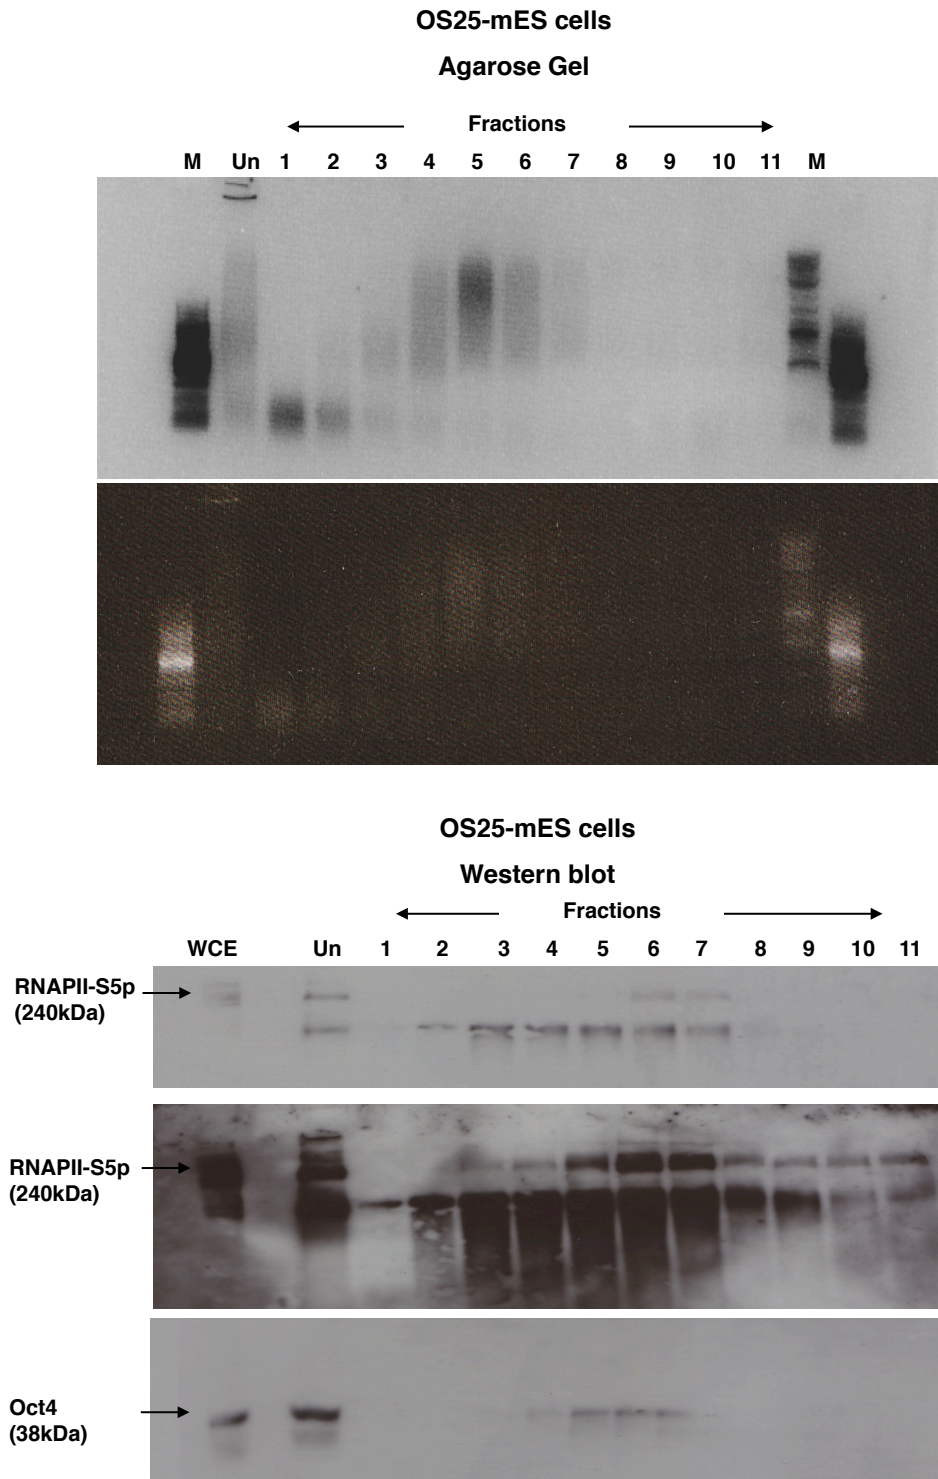 OS25-mES cells
Agarose Gel
Fractions
M Un 1 2 3 4 5 6 7 8 9 10 11 M
OS25-mES cells
Western blot
Fractions
WCE Un 1 2 3 4 5 6 7 8 9 10 11
RNAPII-S5p
(240kDa)
RNAPII-S5p
(240kDa)
Oct4
(38kDa)